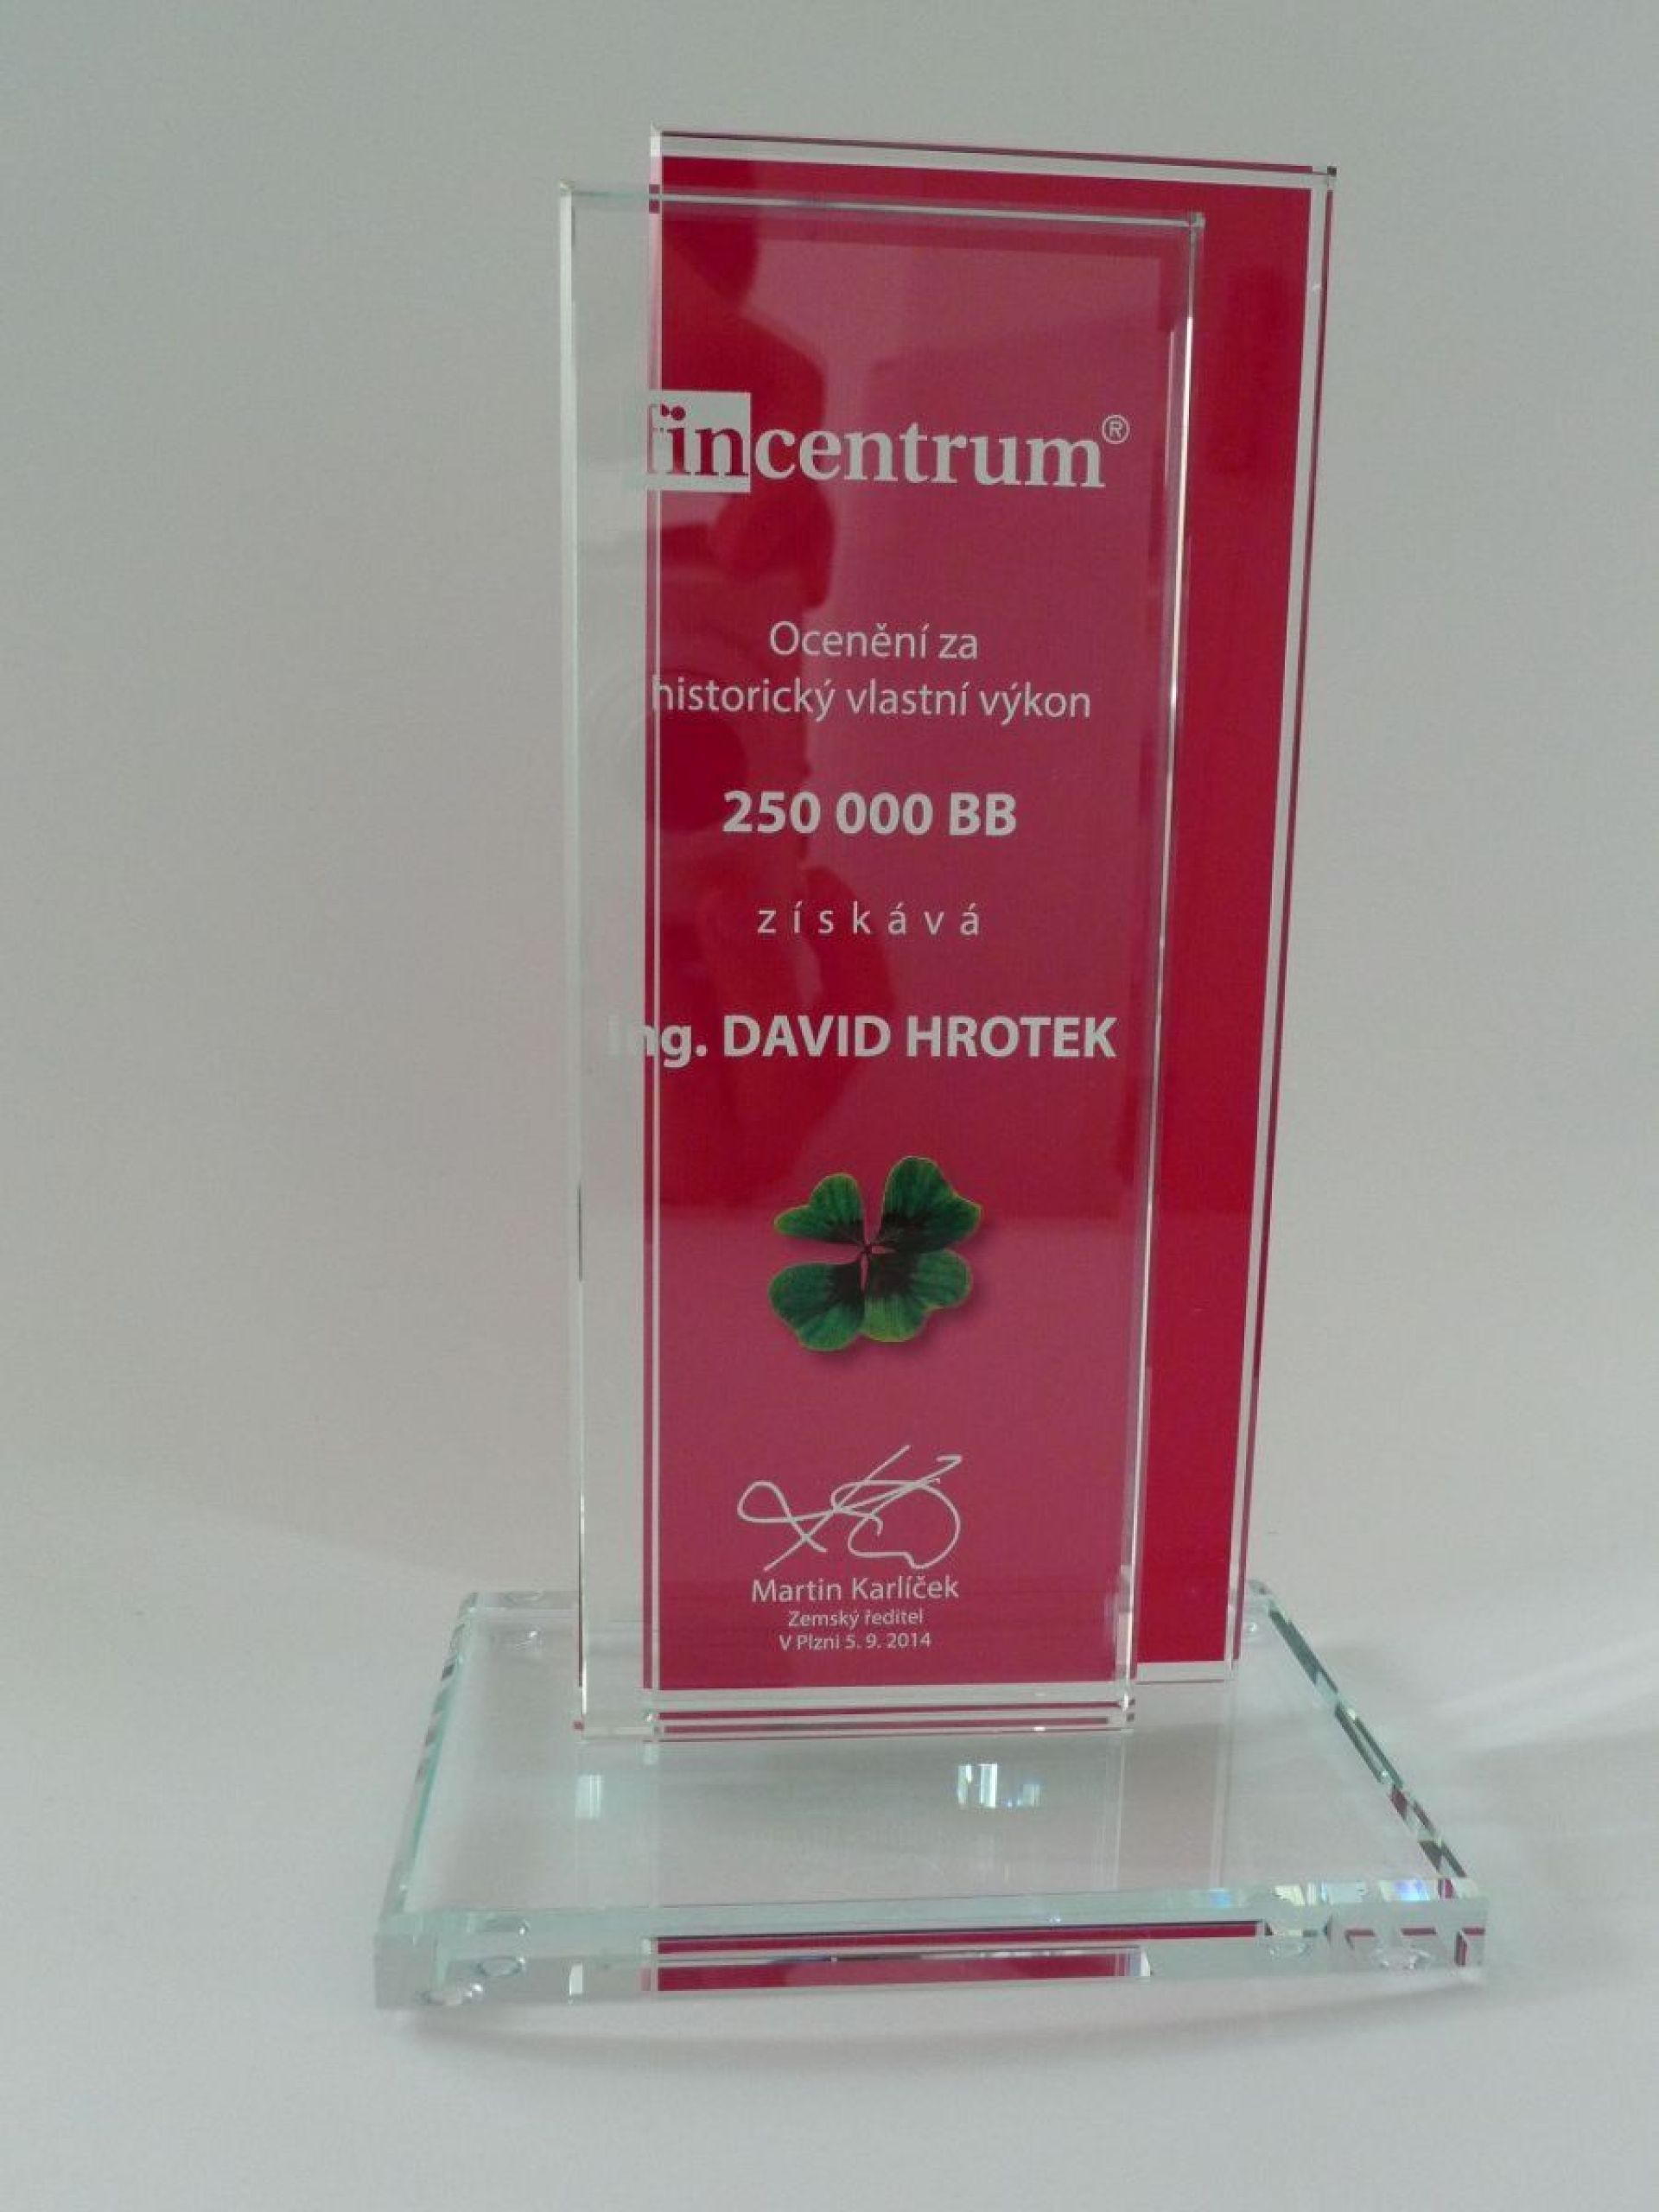 fincentrum®
Ocenění za
historický vlastní výkon
250 000 BB
získává
Ing. DAVID HROTEK
Martin Karlíček
Zemský ředitel
V Plzni 5. 9. 2014